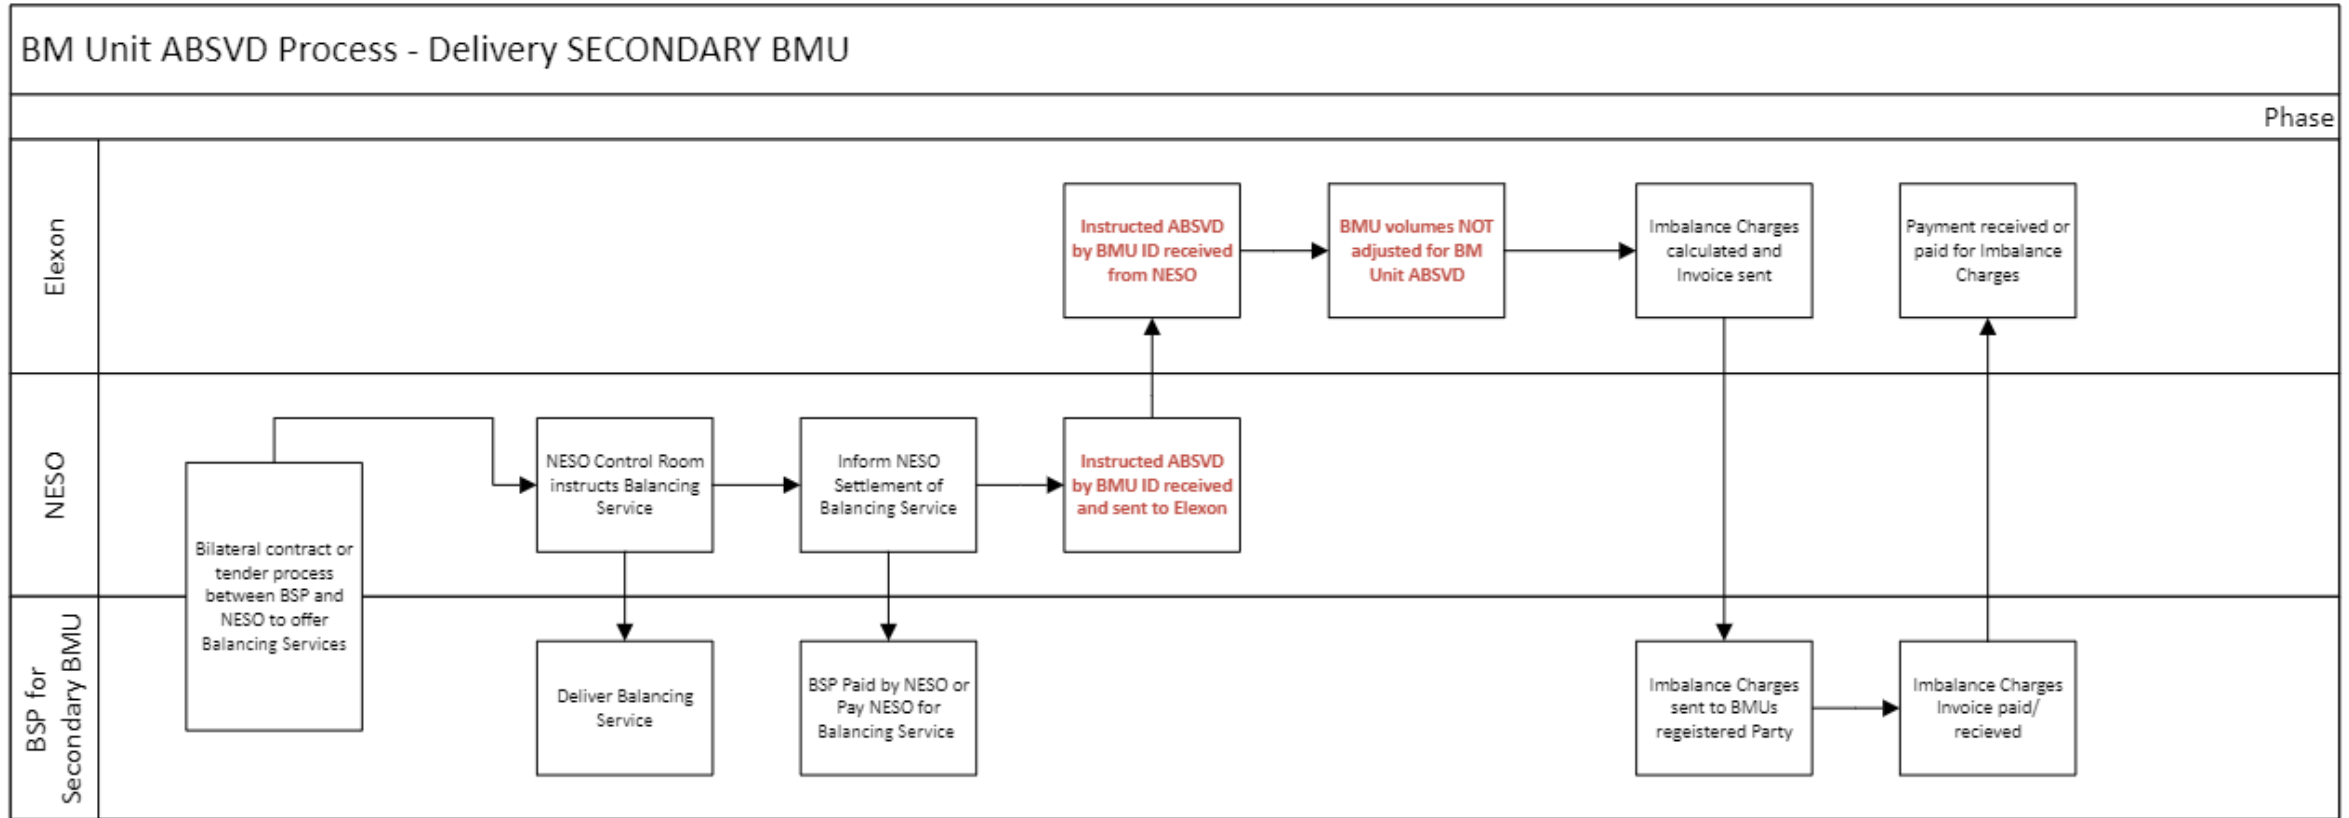 BM Unit ABSVD Process - Delivery SECONDARY BMU
Phase
Elexon
Instructed ABSVD
by BMU ID received
from NESO
BMU volumes NOT
adjusted for BM
Unit ABSVD
Imbalance Charges
calculated and
Invoice sent
Payment received or
paid for Imbalance
Charges
NESO
Bilateral contract or
tender process
between BSP and
NESO to offer
Balancing Services
NESO Control Room
instructs Balancing
Service
Inform NESO
Settlement of
Balancing Service
Instructed ABSVD
by BMU ID received
and sent to Elexon
BSP for
Secondary BMU
Deliver Balancing
Service
BSP Paid by NESO or
Pay NESO for
Balancing Service
Imbalance Charges
sent to BMUs
regeistered Party
Imbalance Charges
Invoice paid/
recieved